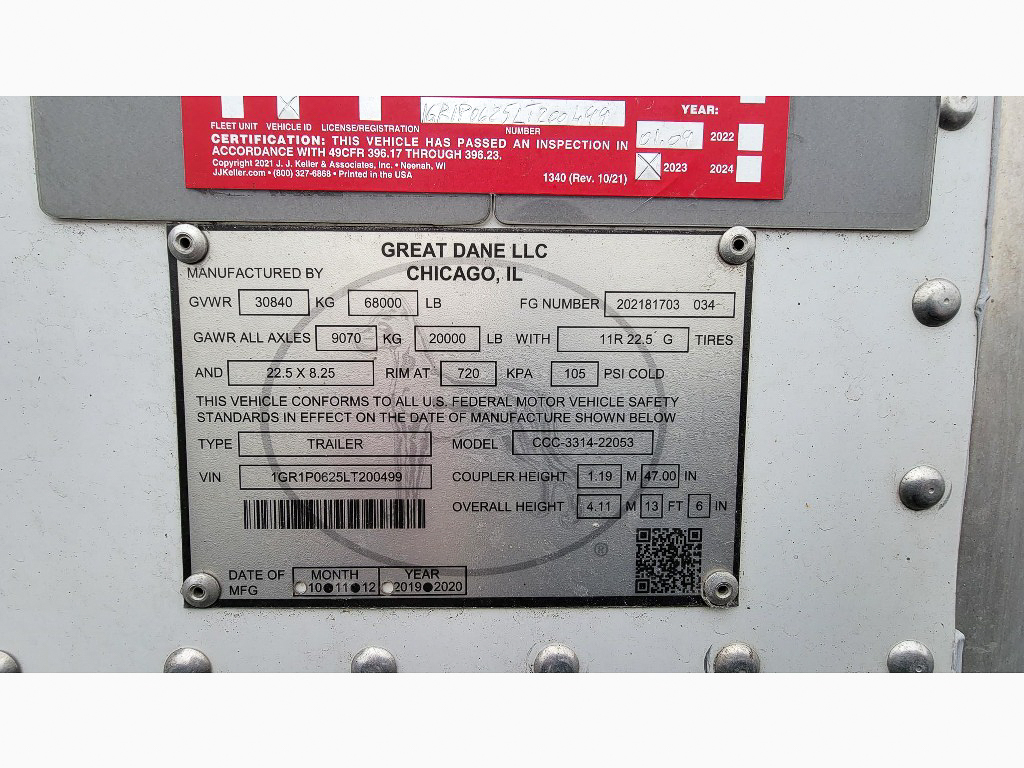 1GR1P0625LT200499
YEAR:
FLEET UNIT VEHICLE ID LICENSE/REGISTRATION NUMBER
01.09 2022
CERTIFICATION: THIS VEHICLE HAS PASSED AN INSPECTION IN
ACCORDANCE WITH 49CFR 396.17 THROUGH 396.23.
2023 2024
Copyright 2021 J. J. Keller & Associates, Inc. • Neenah, WI
JJKeller.com • (800) 327-6868 • Printed in the USA
1340 (Rev. 10/21)
GREAT DANE LLC
MANUFACTURED BY CHICAGO, IL
GVWR 30840 KG 68000 LB FG NUMBER 202181703 034
GAWR ALL AXLES 9070 KG 20000 LB WITH 11R 22.5 G TIRES
AND 22.5 X 8.25 RIM AT 720 KPA 105 PSI COLD
THIS VEHICLE CONFORMS TO ALL U.S. FEDERAL MOTOR VEHICLE SAFETY
STANDARDS IN EFFECT ON THE DATE OF MANUFACTURE SHOWN BELOW
TYPE TRAILER MODEL CCC-3314-22053
VIN 1GR1P0625LT200499 COUPLER HEIGHT 1.19 M 47.00 IN
OVERALL HEIGHT 4.11 M 13 FT 6 IN
®
DATE OF MFG MONTH YEAR
10 11 12 2019 2020